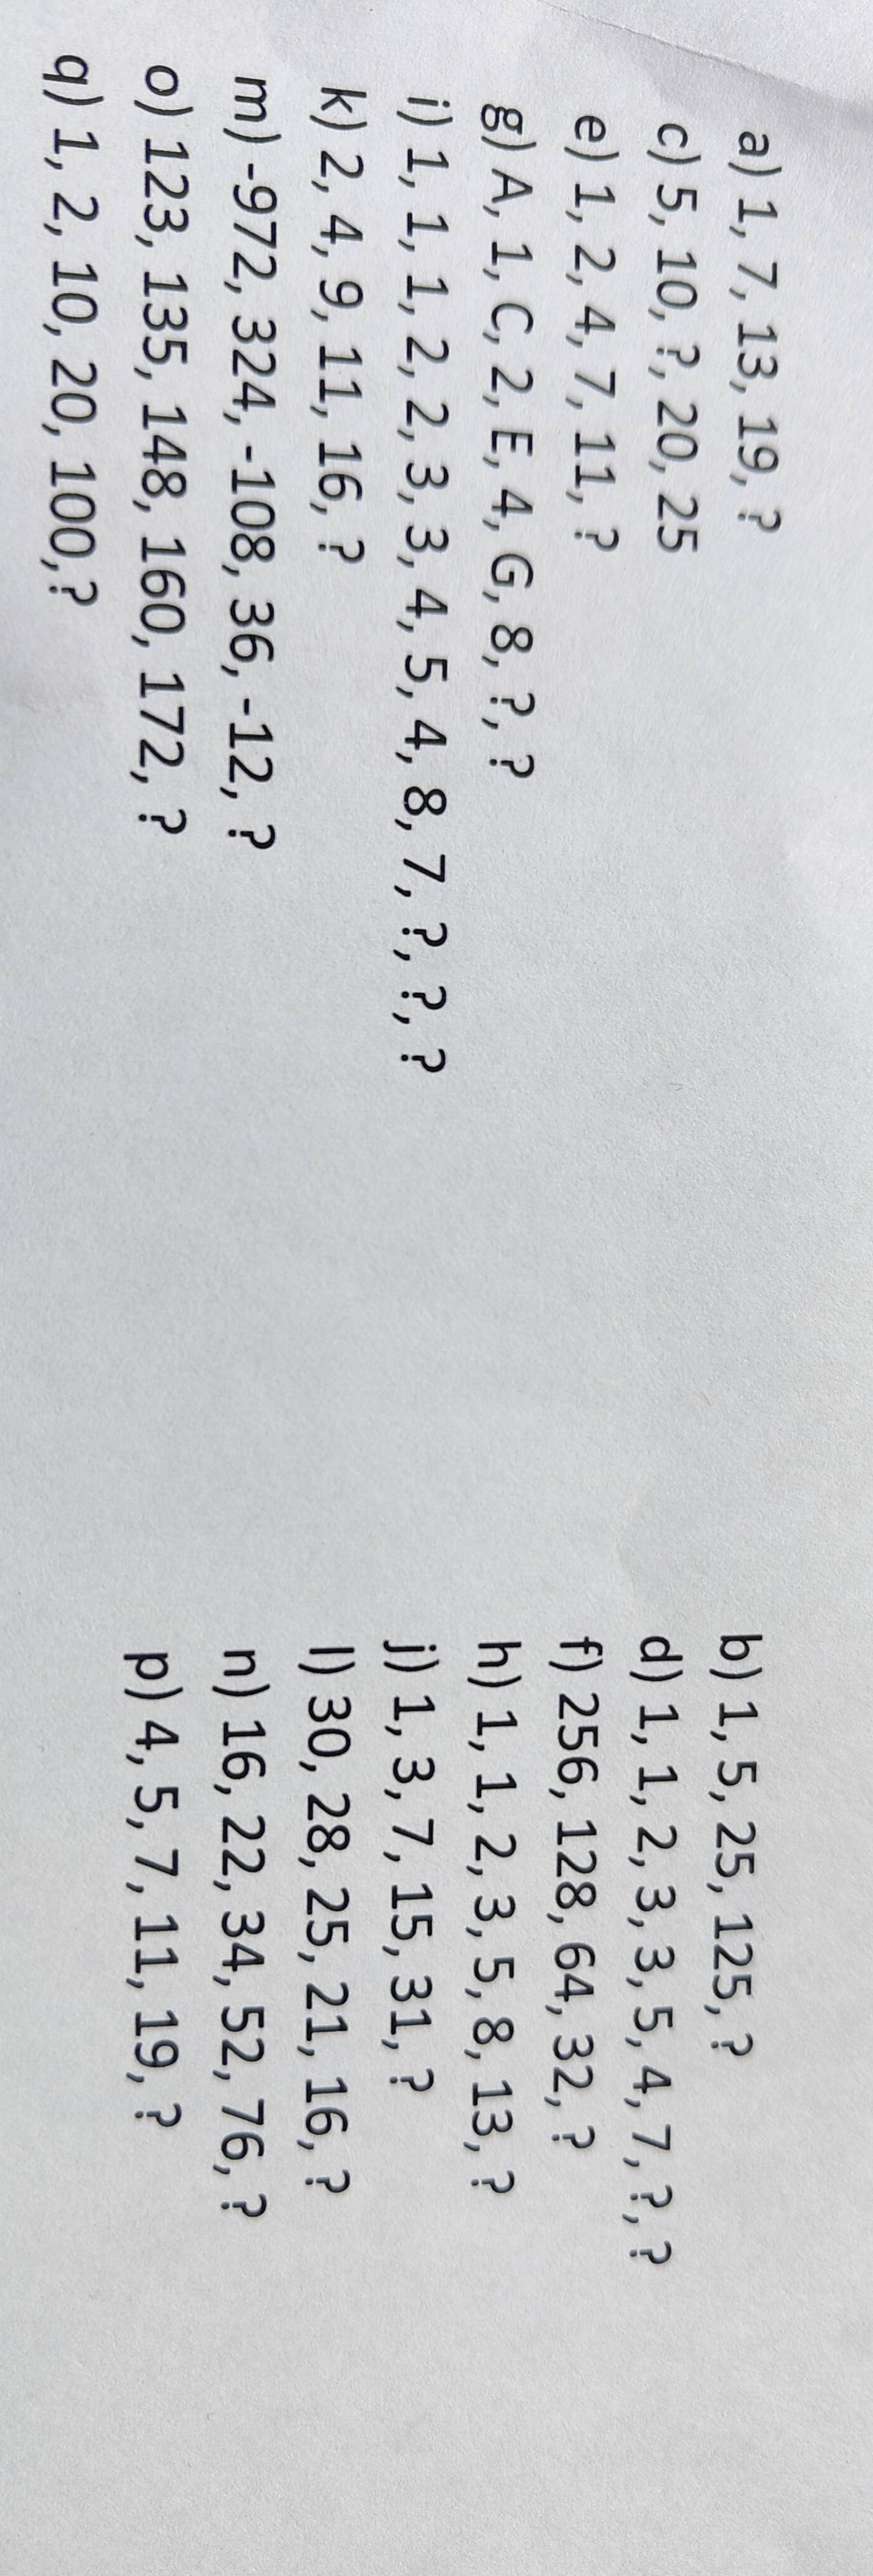 a) 1, 7, 13, 19, ?
b) 1, 5, 25, 125, ?
c) 5, 10, ?, 20, 25
d) 1, 1, 2, 3, 3, 5, 4, 7, ?, ?
e) 1, 2, 4, 7, 11, ?
f) 256, 128, 64, 32, ?
g) A, 1, C, 2, E, 4, G, 8, ?, ?
h) 1, 1, 2, 3, 5, 8, 13, ?
i) 1, 1, 1, 2, 2, 3, 3, 4, 5, 4, 8, 7, ?, ?, ?
j) 1, 3, 7, 15, 31, ?
k) 2, 4, 9, 11, 16, ?
l) 30, 28, 25, 21, 16, ?
m) -972, 324, -108, 36, -12, ?
n) 16, 22, 34, 52, 76, ?
o) 123, 135, 148, 160, 172, ?
p) 4, 5, 7, 11, 19, ?
q) 1, 2, 10, 20, 100,?